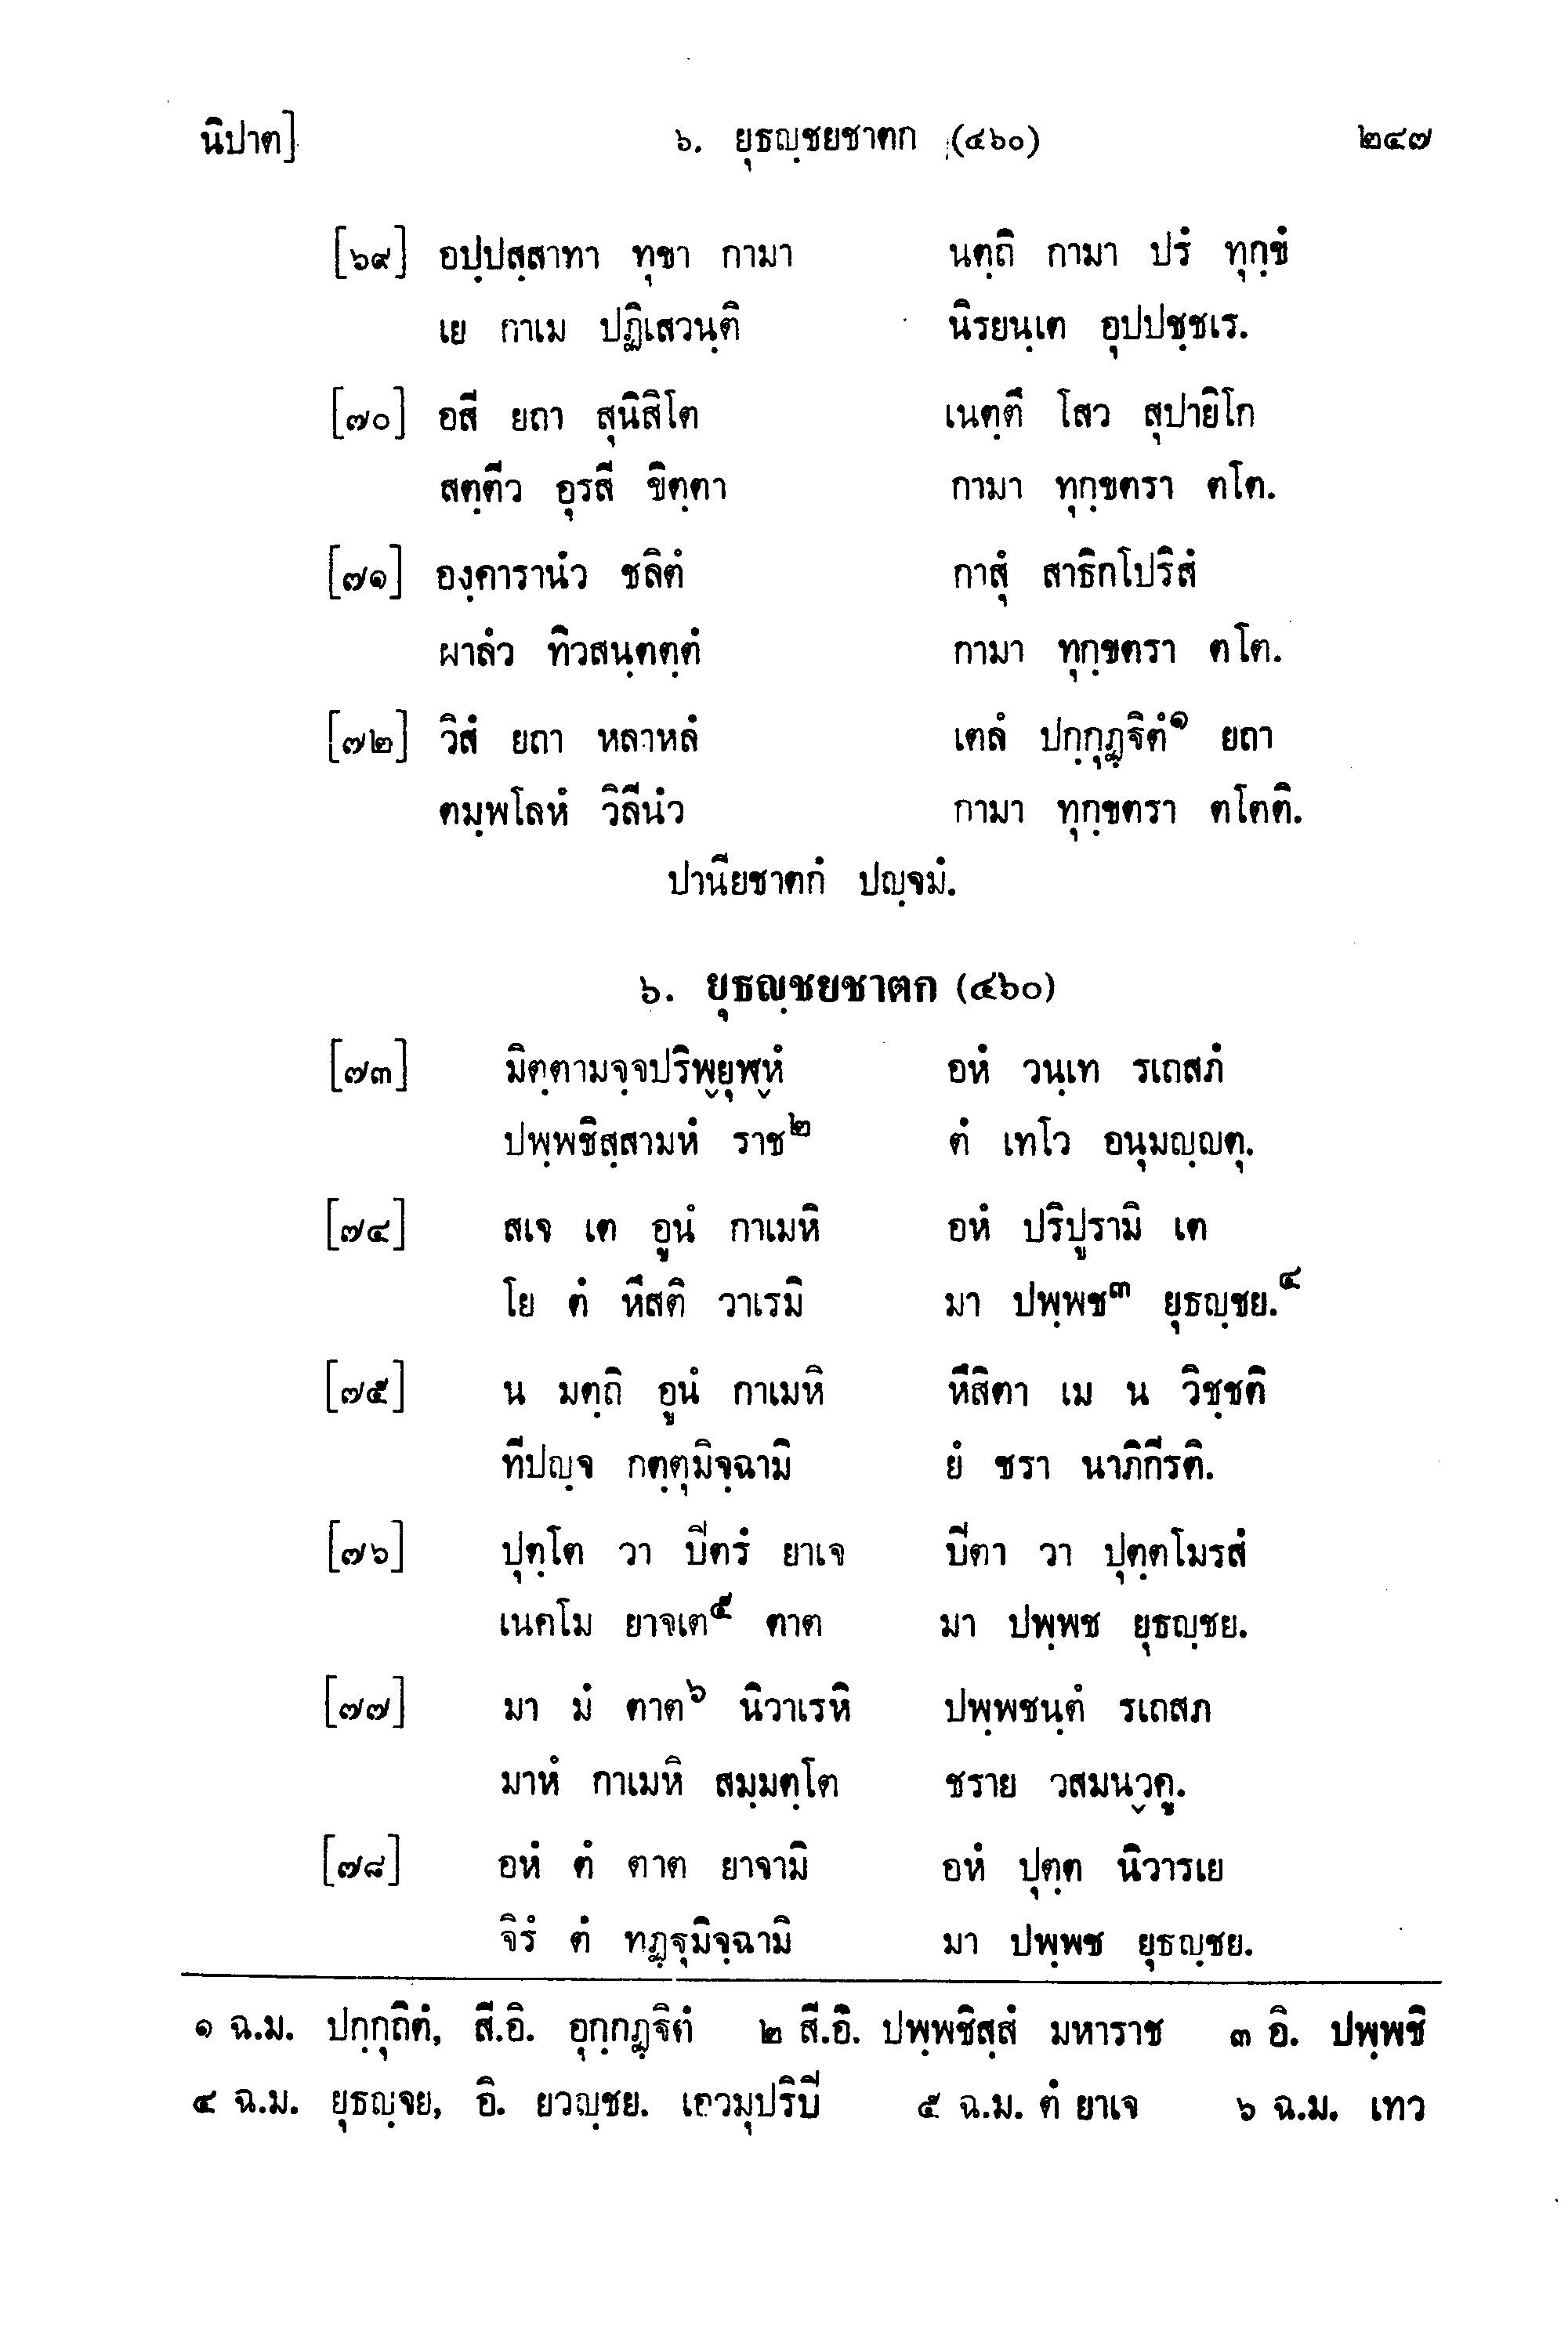 นิปาต] ๖. ยุธญฺชยชาตก (๔๖๐) ๒๔๗
[๖๙] อปฺปสฺสาทา ทุขา กามา นตฺถิ กามา ปรํ ทุกฺขํ
เย กาเม ปฏิเสวนฺติ นิรยนฺเต อุปปชฺชเร.
[๗๐] อสี ยถา สุนิสิโต เนตฺตึ โสว สุปายิโก
สตฺตีว อุรสี ขิตฺตา กามา ทุกฺขตรา ตโต.
[๗๑] องฺคารานํว ชลิตํ กาสุํ สาธิกโปริสํ
ผาลํว ทิวสนฺตตฺตํ กามา ทุกฺขตรา ตโต.
[๗๒] วิสํ ยถา หลาหลํ เตลํ ปกฺกุฏฺฐิตํ๑ ยถา
ตมฺพโลหํ วิลีนํว กามา ทุกฺขตรา ตโตติ.
ปานียชาตกํ ปญฺจมํ.
๖. ยุธญฺชยชาตก (๔๖๐)
[๗๓] มิตฺตามจฺจปริพฺยุฬฺหํ อหํ วนฺเท รเถสภํ
ปพฺพชิสฺสามหํ ราช๒ ตํ เทโว อนุมญฺญตุ.
[๗๔] สเจ เต อูนํ กาเมหิ อหํ ปริปูรามิ เต
โย ตํ หึสติ วาเรมิ มา ปพฺพช๓ ยุธญฺชย.๔
[๗๕] น มตฺถิ อูนํ กาเมหิ หึสิตา เม น วิชฺชติ
ทีปญฺจ กตฺตุมิจฺฉามิ ยํ ชรา นาภิกีรติ.
[๗๖] ปุตฺโต วา ปิตรํ ยาเจ ปิตา วา ปุตฺตโมรสํ
เนคโม ยาจเต๕ ตาต มา ปพฺพช ยุธญฺชย.
[๗๗] มา มํ ตาต๖ นิวาเรหิ ปพฺพชนฺตํ รเถสภ
มาหํ กาเมหิ สมฺมตฺโต ชราย วสมนฺวคู.
[๗๘] อหํ ตํ ตาต ยาจามิ อหํ ปุตฺต นิวารเย
จิรํ ตํ ทฏฺฐุมิจฺฉามิ มา ปพฺพช ยุธญฺชย.
๑ ฉ.ม. ปกฺกุถิตํ, สี.อิ. อุกฺกฏฺฐิตํ ๒ สี.อิ. ปพฺพชิสฺสํ มหาราช ๓ อิ. ปพฺพชิ
๔ ฉ.ม. ยุธญฺจย, อิ. ยวญฺชย. เอวมุปริปิ ๕ ฉ.ม. ตํ ยาเจ ๖ ฉ.ม. เทว